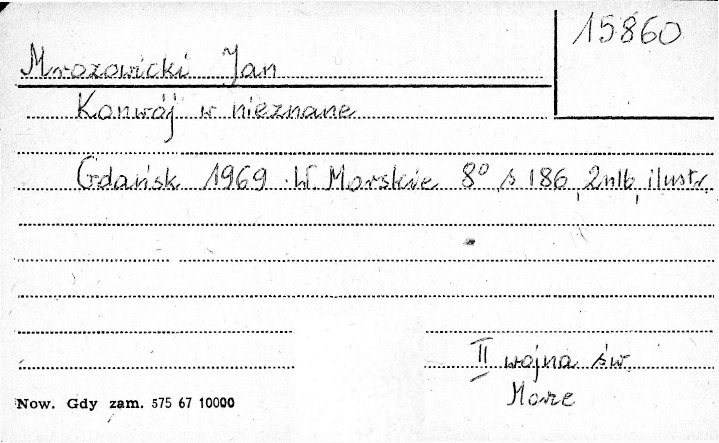 15860
Mrozowicki Jan
Konwój w nieznane
Gdańsk 1969 W. Morskie 8° s 186, 2nlb, ilustr.
II wojna św.
Morze
Now. Gdy zam. 575 67 10000